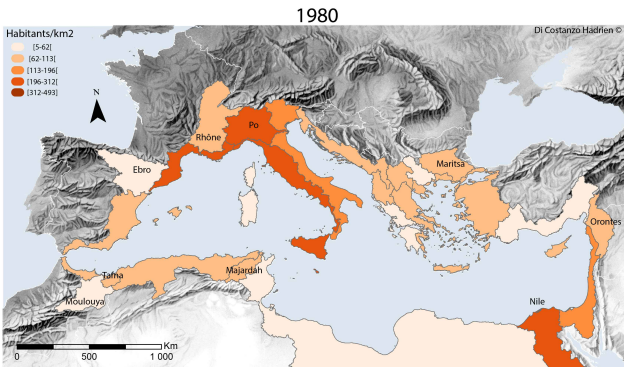 1980
Habitants/km2
Di Costanzo Hadrien ©
[5-62[
[62-113[
[113-196[
[196-312[
[312-493[
N
Po
Rhône
Ebro
Maritsa
Orontes
Tafna
Majardah
Moulouya
Nile
Km
0 500 1 000